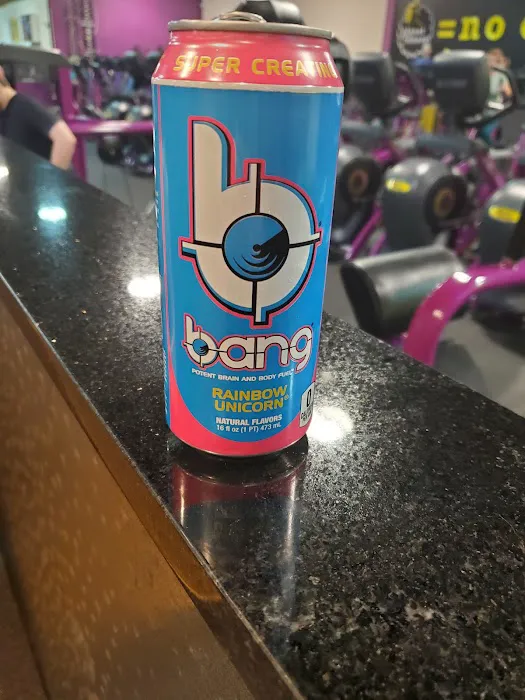 = no
SUPER CREATIN
b
bang
POTENT BRAIN AND BODY FUEL
RAINBOW
UNICORN®
NATURAL FLAVORS
16 fl oz (1 PT) 473 mL
0